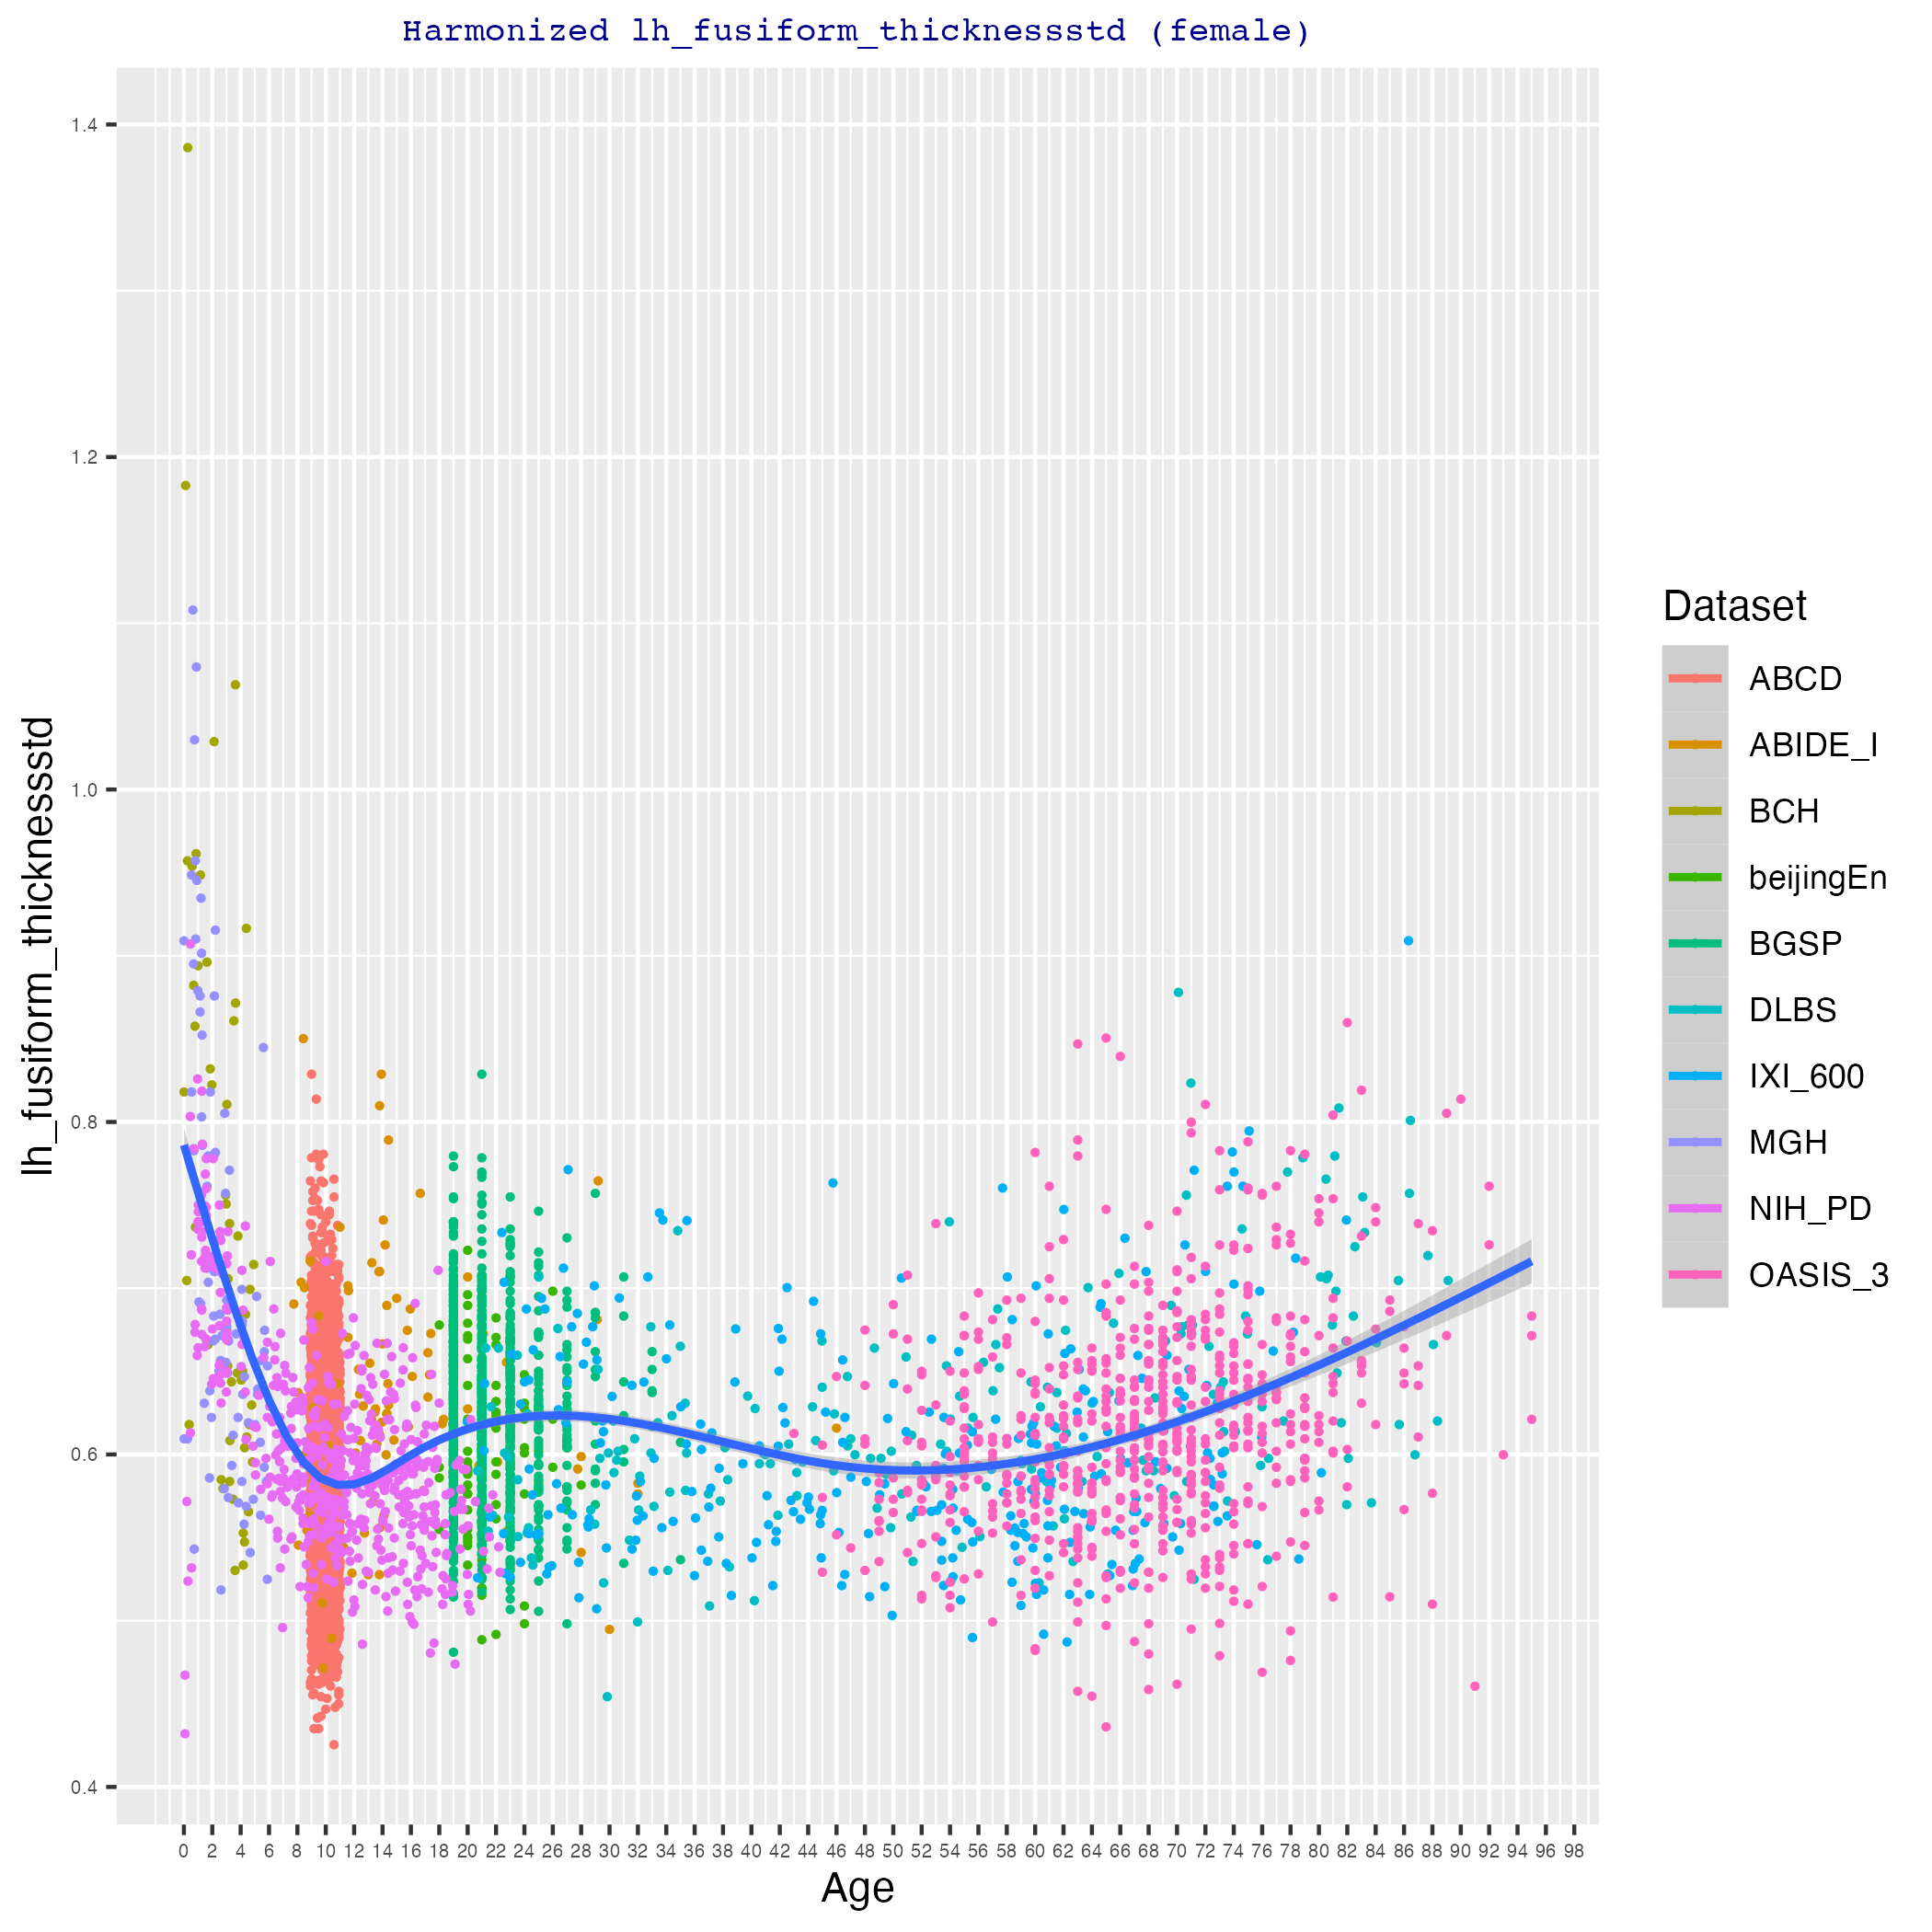 Harmonized lh_fusiform_thicknessstd (female)
lh_fusiform_thicknessstd
1.4
1.2
1.0
0.8
0.6
0.4
0 2 4 6 8 10 12 14 16 18 20 22 24 26 28 30 32 34 36 38 40 42 44 46 48 50 52 54 56 58 60 62 64 66 68 70 72 74 76 78 80 82 84 86 88 90 92 94 96 98
Age
Dataset
ABCD
ABIDE_I
BCH
beijingEn
BGSP
DLBS
IXI_600
MGH
NIH_PD
OASIS_3